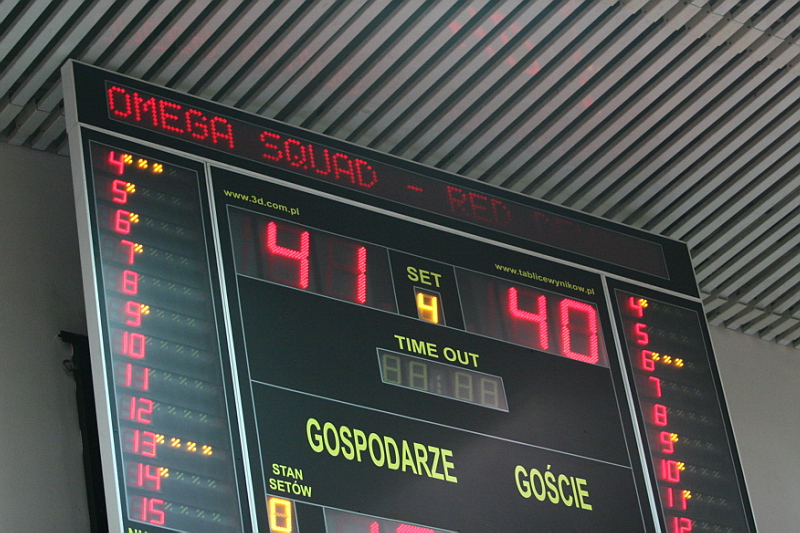 OMEGA SQUAD - RED
www.3d.com.pl
www.tablicewynikow.pl
41 SET 40
4
TIME OUT
GOSPODARZE GOŚCIE
STAN
SETÓW
0
4***
5*
6*
7*
8
9*
10
11
12
13****
14*
15
4*
5
6***
7
8
9*
10*
11*
12